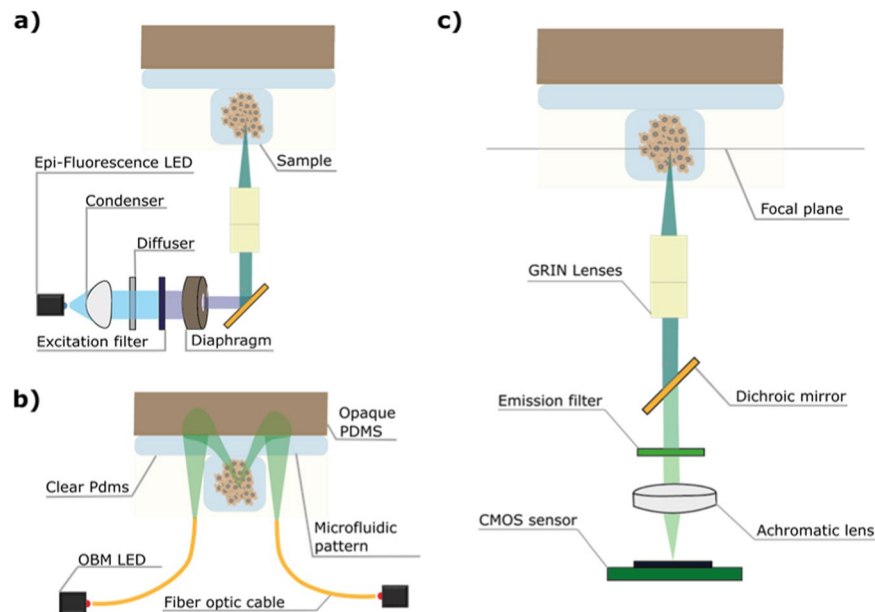 a)
Epi-Fluorescence LED
Condenser
Diffuser
Sample
Excitation filter
Diaphragm
b)
Opaque
PDMS
Clear Pdms
Microfluidic
pattern
OBM LED
Fiber optic cable
c)
Focal plane
GRIN Lenses
Dichroic mirror
Emission filter
Achromatic lens
CMOS sensor